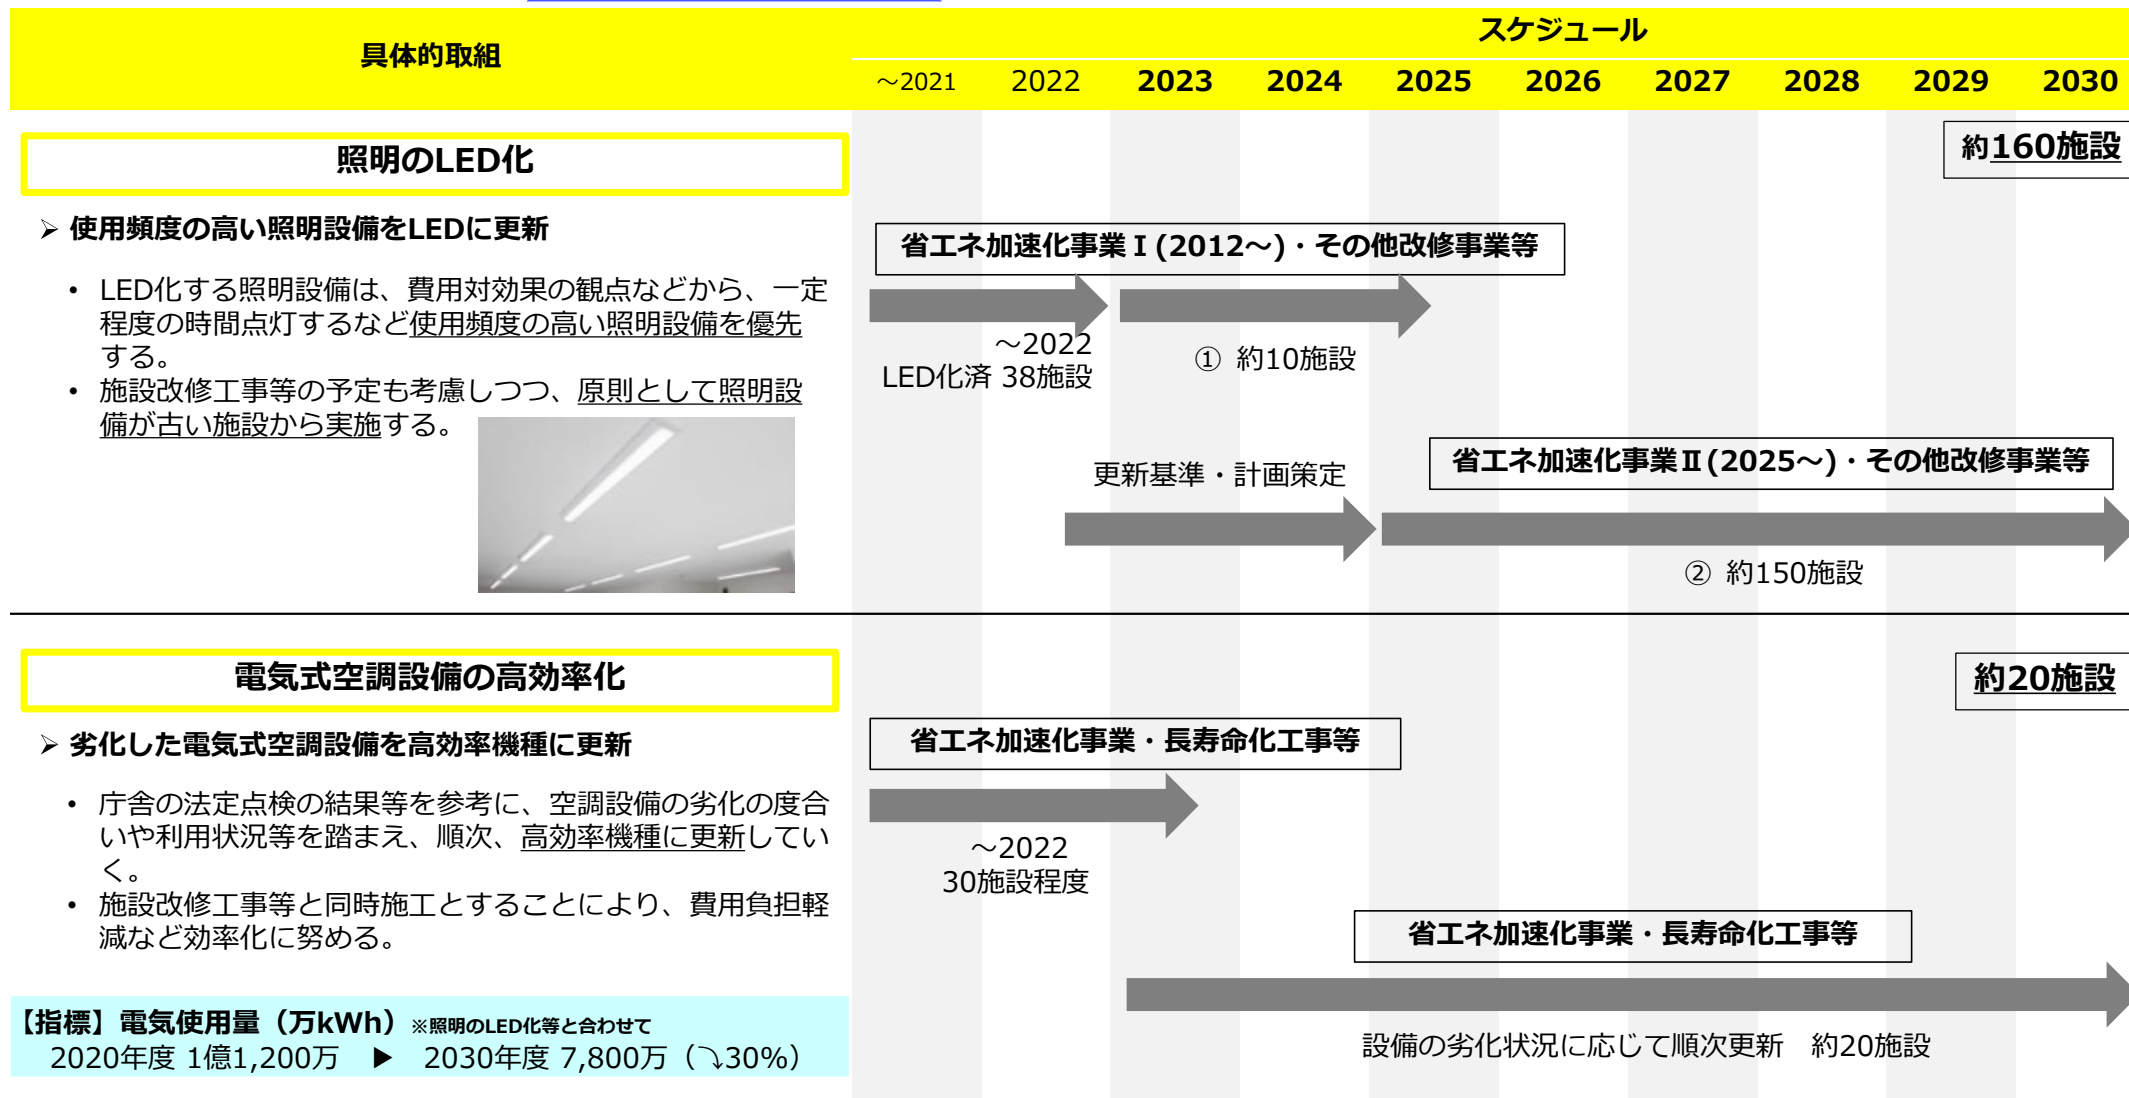 具体的取組
スケジュール
～2021 2022 2023 2024 2025 2026 2027 2028 2029 2030
照明のLED化
約160施設
➢ 使用頻度の高い照明設備をLEDに更新
• LED化する照明設備は、費用対効果の観点などから、一定
程度の時間点灯するなど使用頻度の高い照明設備を優先
する。
• 施設改修工事等の予定も考慮しつつ、原則として照明設
備が古い施設から実施する。
省エネ加速化事業Ⅰ(2012～)・その他改修事業等
～2022
LED化済 38施設
① 約10施設
更新基準・計画策定
省エネ加速化事業Ⅱ(2025～)・その他改修事業等
② 約150施設
電気式空調設備の高効率化
約20施設
➢ 劣化した電気式空調設備を高効率機種に更新
• 庁舎の法定点検の結果等を参考に、空調設備の劣化の度合
いや利用状況等を踏まえ、順次、高効率機種に更新してい
く。
• 施設改修工事等と同時施工とすることにより、費用負担軽
減など効率化に努める。
省エネ加速化事業・長寿命化工事等
～2022
30施設程度
省エネ加速化事業・長寿命化工事等
設備の劣化状況に応じて順次更新　約20施設
【指標】電気使用量（万kWh）※照明のLED化等と合わせて
2020年度 1億1,200万 ▶ 2030年度 7,800万（⤵30%）